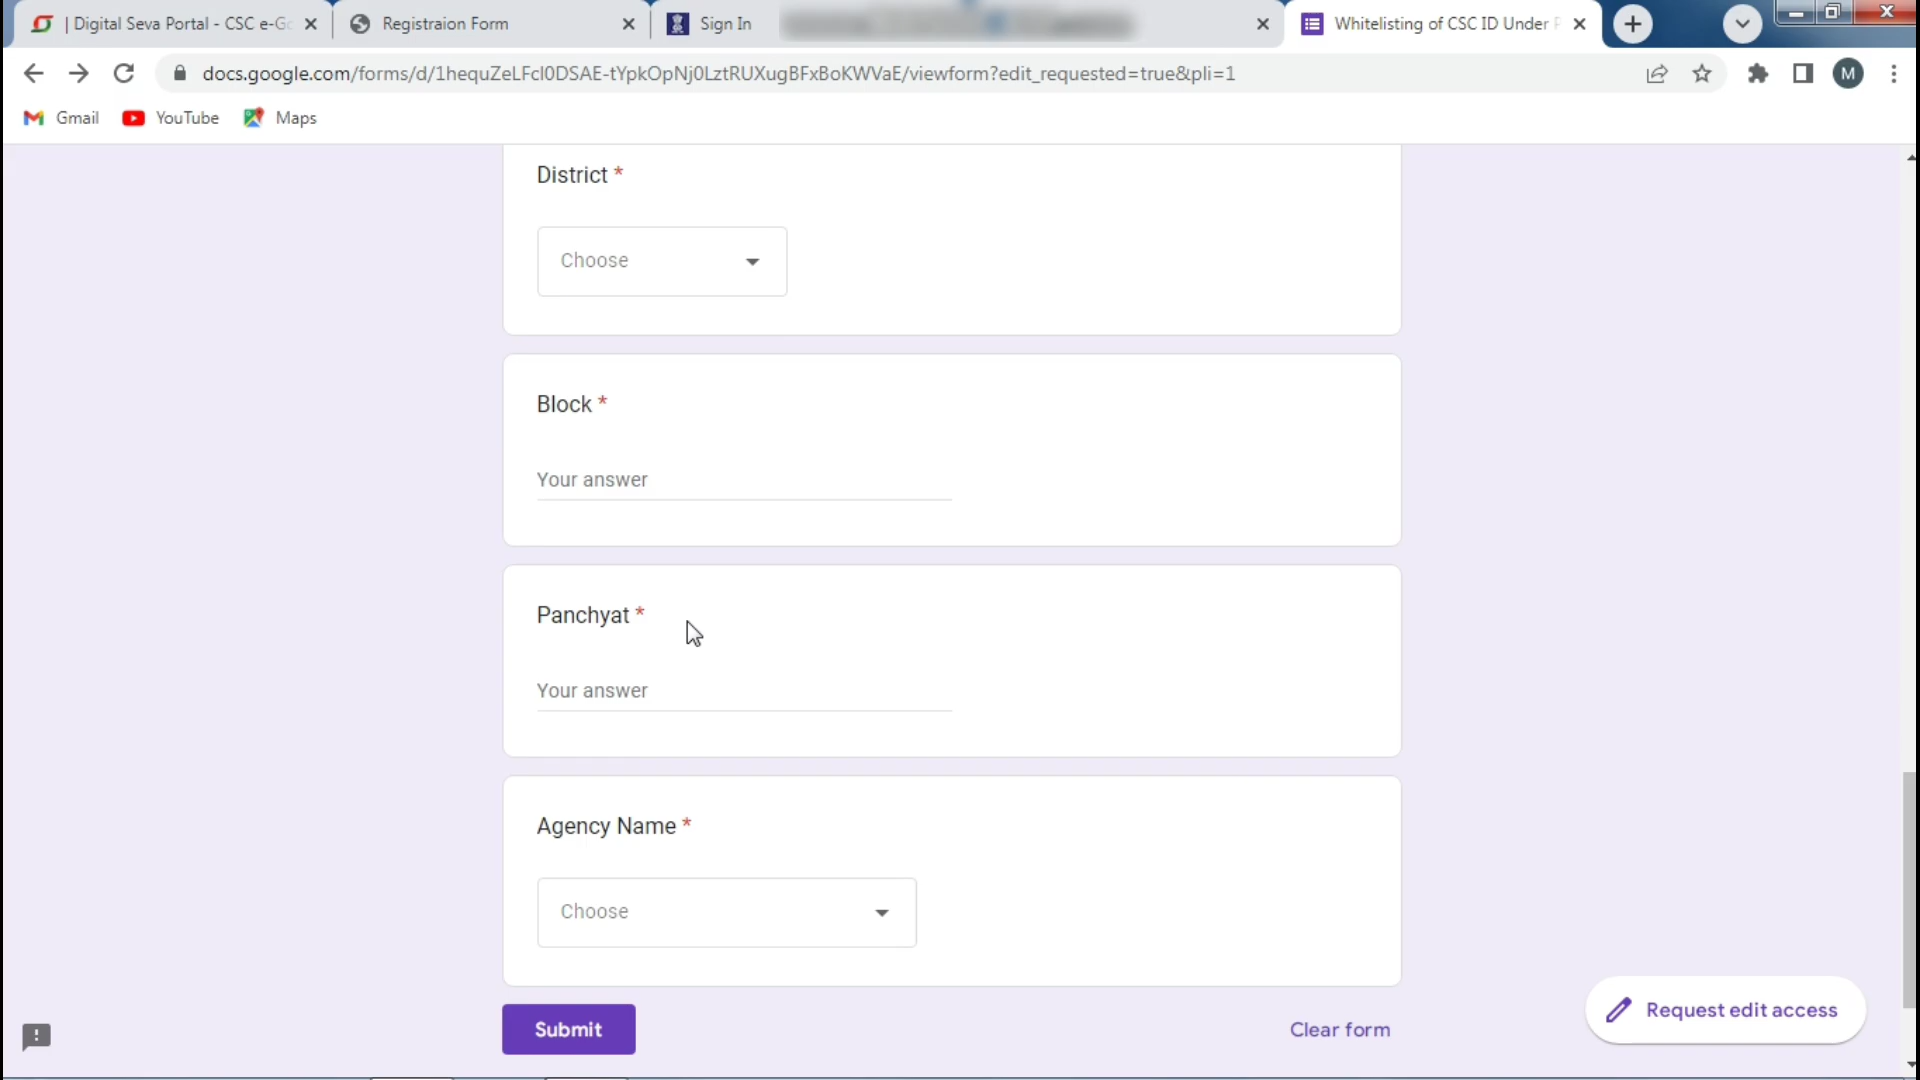 | Digital Seva Portal - CSC e-Go
Registraion Form
Sign In
Whitelisting of CSC ID Under P
docs.google.com/forms/d/1hequZeLFcI0DSAE-tYpkOpNj0LztRUXugBFxBoKWVaE/viewform?edit_requested=true&pli=1
M
Gmail
YouTube
Maps
District *
Choose
Block *
Your answer
Panchyat *
Your answer
Agency Name *
Choose
Submit
Clear form
Request edit access